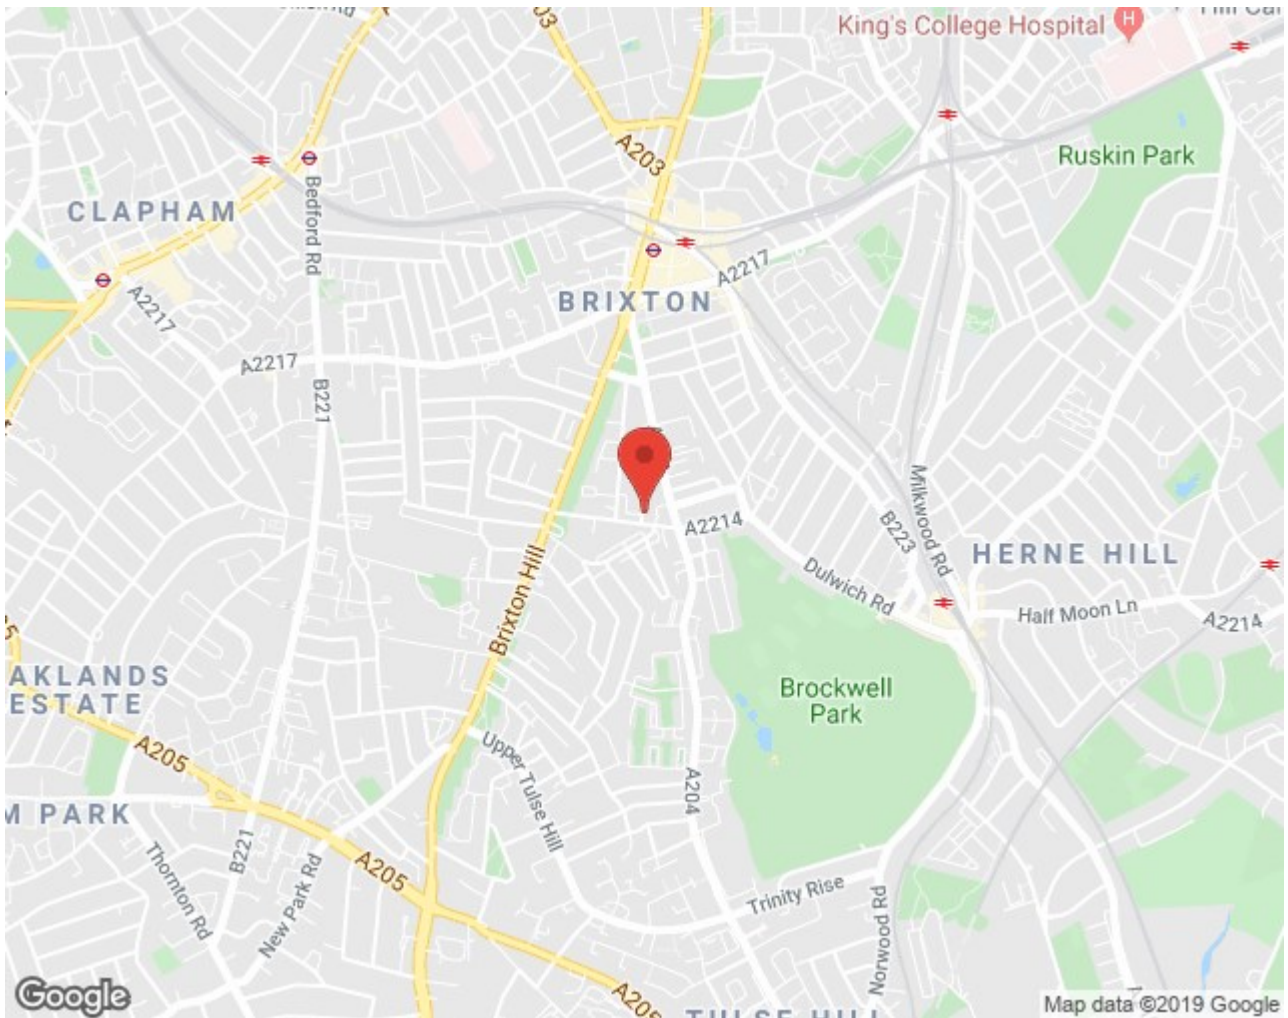 King's College Hospital
H
A203
Ruskin Park
CLAPHAM
Bedford Rd
A2217
A2217
BRIXTON
A2217
B221
Milkwood Rd
A2214
B223
HERNE HILL
Brixton Hill
Dulwich Rd
Half Moon Ln
A2214
AKLANDS
ESTATE
Brockwell
Park
A205
Upper Tulse Hill
A204
M PARK
B221
Thornton Rd
New Park Rd
A205
Trinity Rise
Norwood Rd
A205
TULSE HILL
Google
Map data ©2019 Google